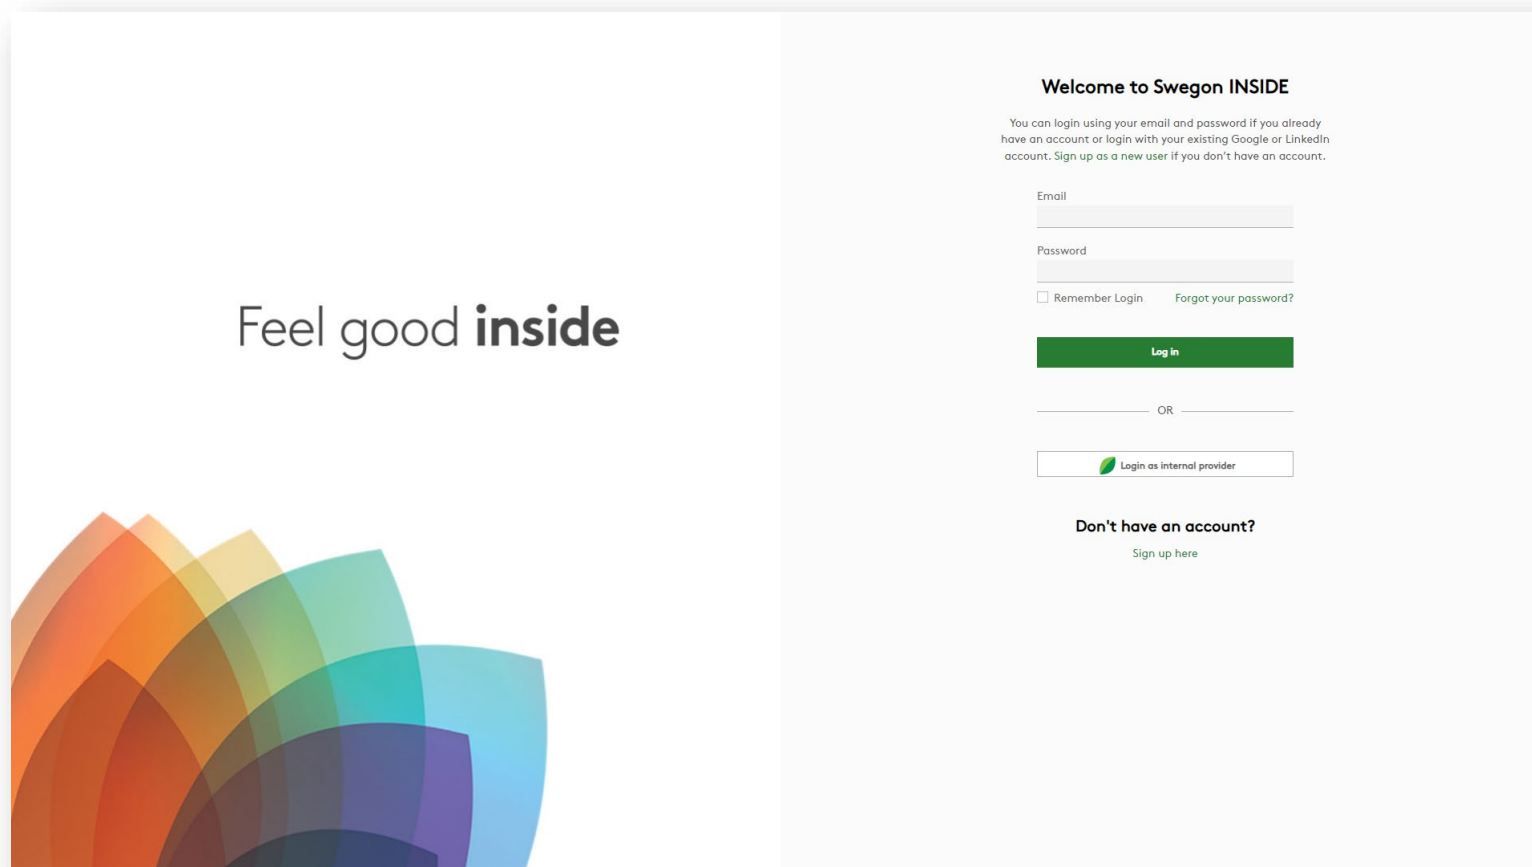 Welcome to Swegon INSIDE
You can login using your email and password if you already
have an account or login with your existing Google or LinkedIn
account. Sign up as a new user if you don't have an account.
Email
Password
Remember Login Forgot your password?
Log in
OR
Login as internal provider
Don't have an account?
Sign up here
Feel good inside